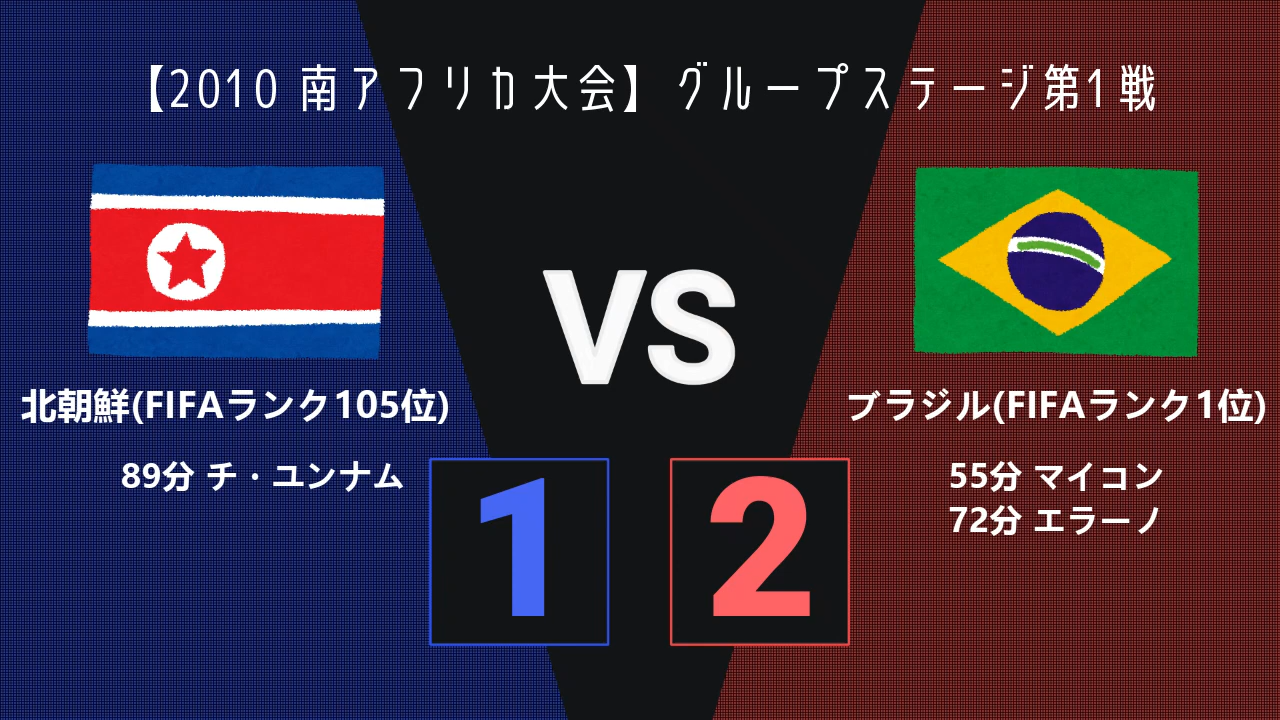 【2010 南アフリカ大会】グループステージ第1戦
VS
北朝鮮(FIFAランク105位)
ブラジル(FIFAランク1位)
89分 チ・ユンナム
1
2
55分 マイコン
72分 エラーノ